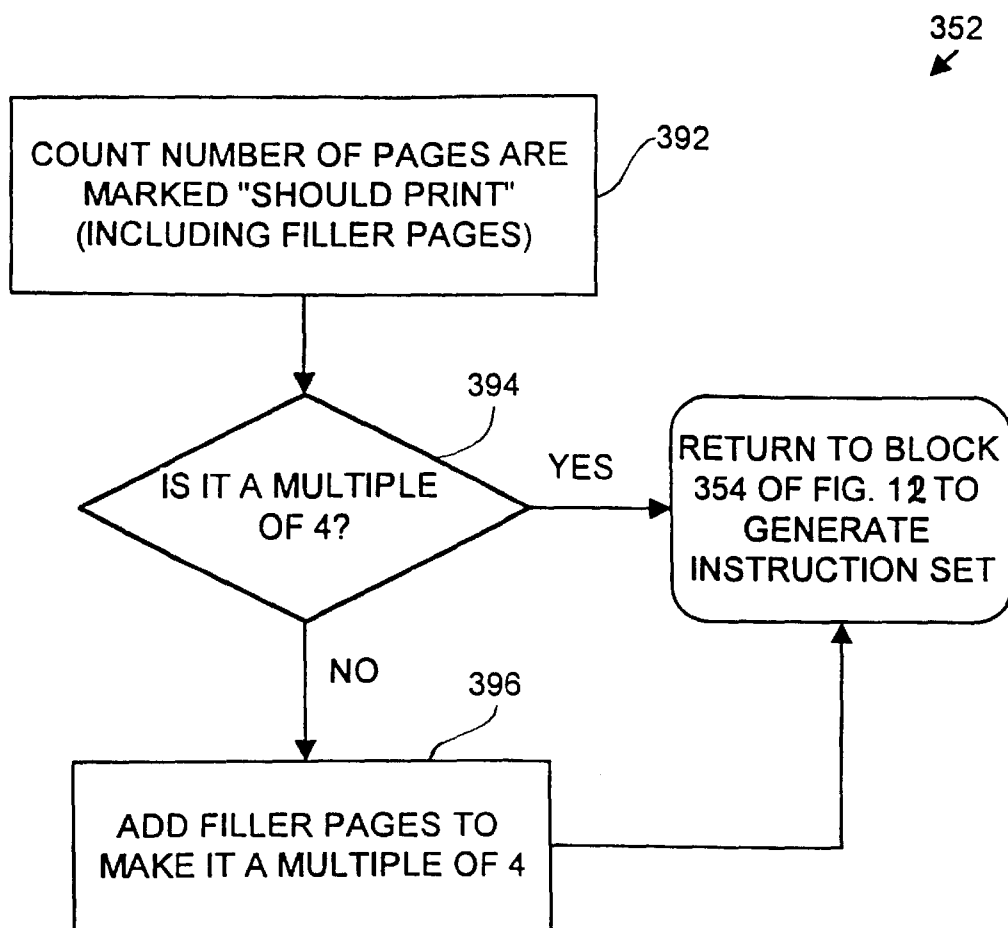 352
COUNT NUMBER OF PAGES ARE
MARKED "SHOULD PRINT"
(INCLUDING FILLER PAGES)
392
394
IS IT A MULTIPLE
OF 4?
YES
RETURN TO BLOCK
354 OF FIG. 12 TO
GENERATE
INSTRUCTION SET
NO
396
ADD FILLER PAGES TO
MAKE IT A MULTIPLE OF 4